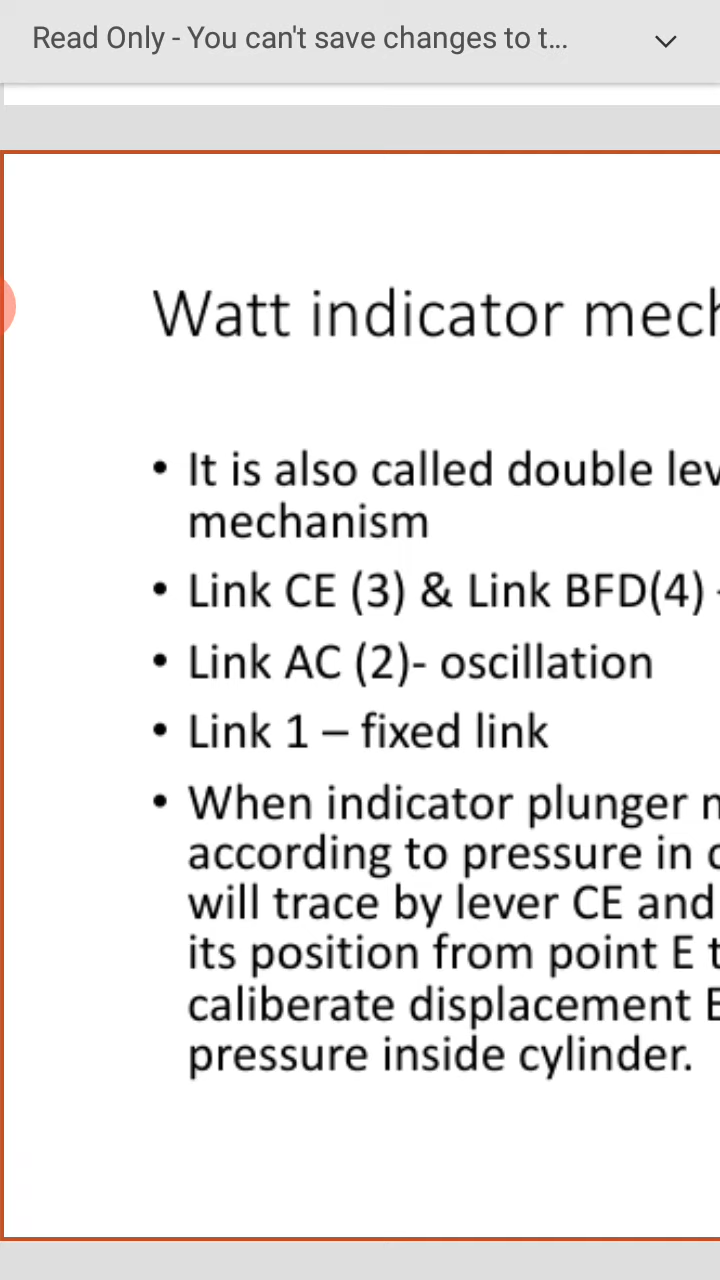 Read Only - You can't save changes to t...
Watt indicator mech
• It is also called double lev
mechanism
• Link CE (3) & Link BFD(4) -
• Link AC (2)- oscillation
• Link 1 – fixed link
• When indicator plunger
according to pressure in
will trace by lever CE and
its position from point E t
caliberate displacement E
pressure inside cylinder.